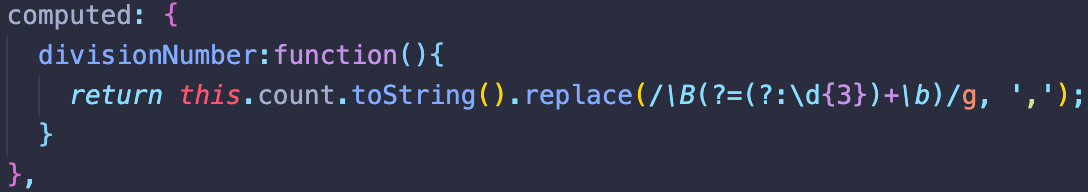 computed: {
divisionNumber:function(){
return this.count.toString().replace(/\B(?=(?:\d{3})+\b)/g, ',');
}
},